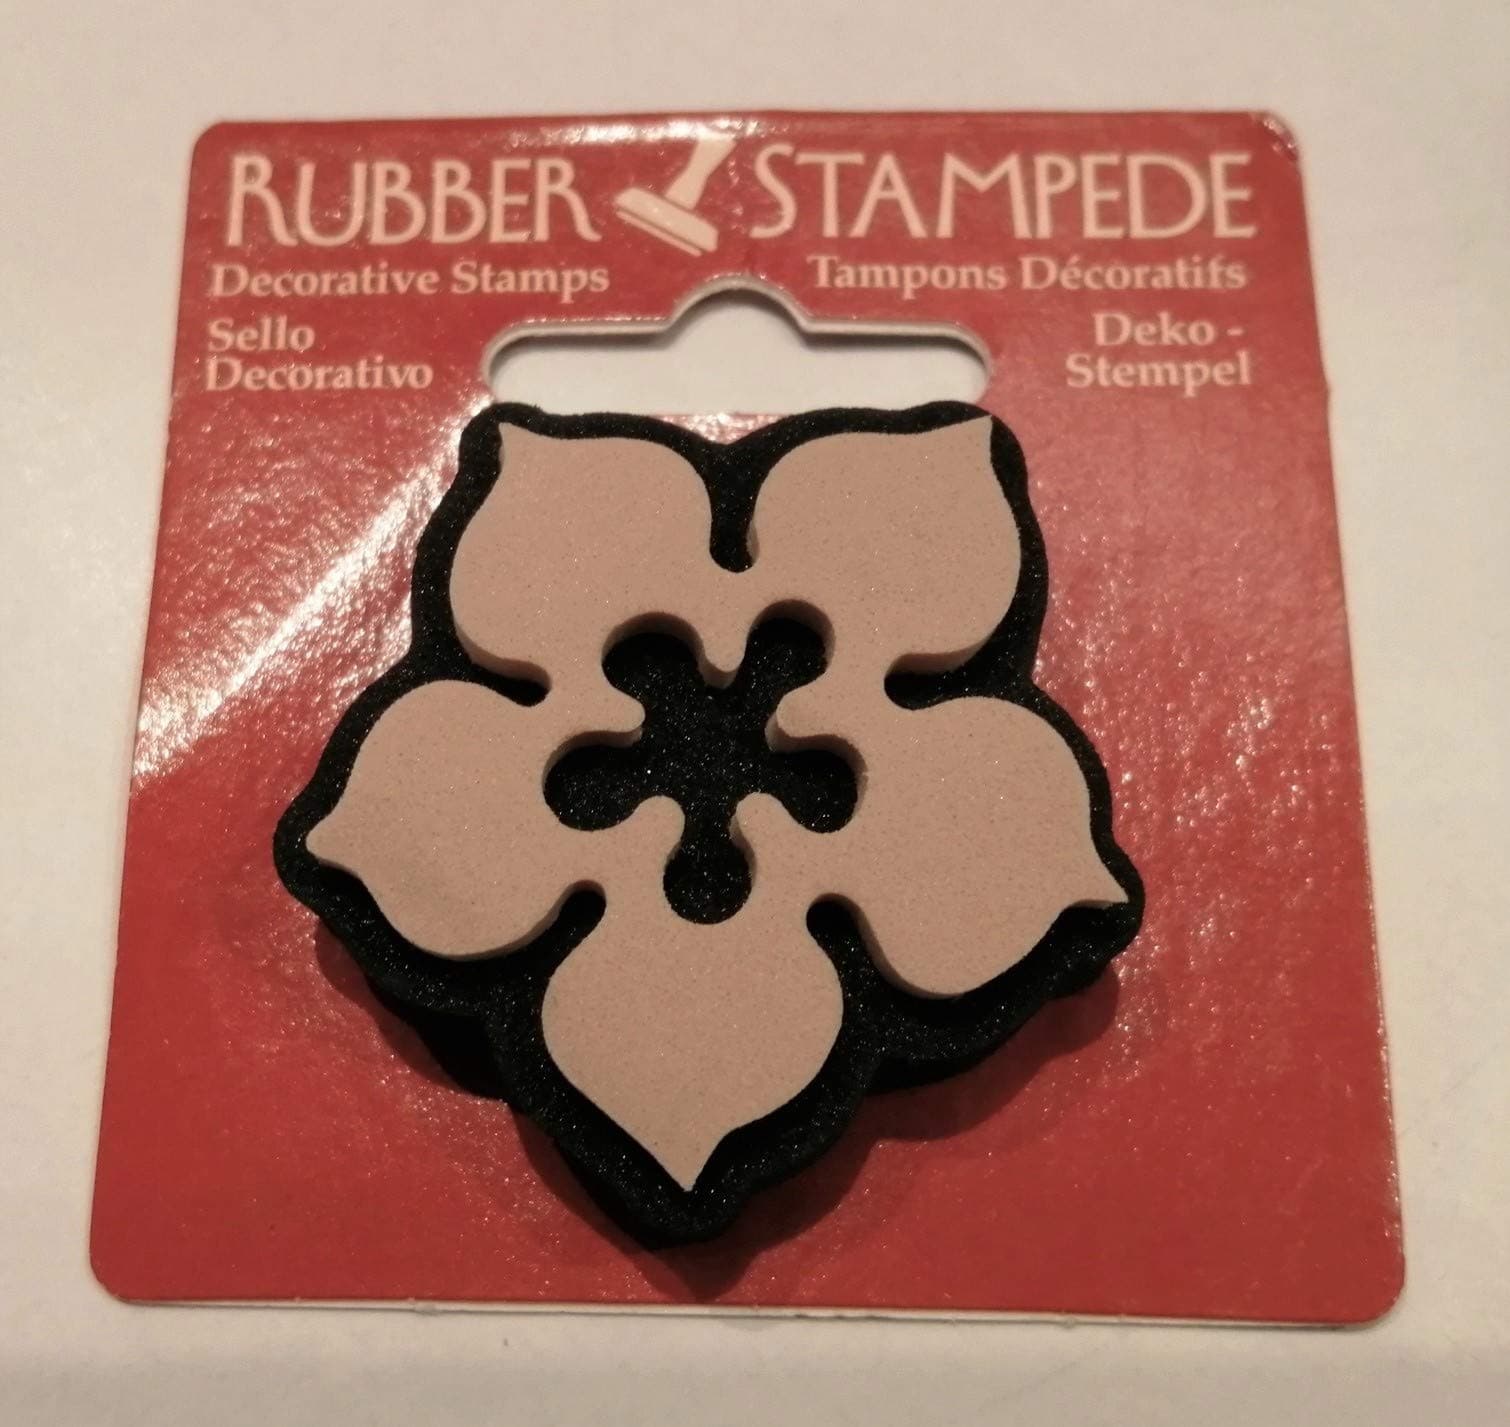 RUBBER STAMPEDE
Decorative Stamps
Tampons Décoratifs
Sello
Decorativo
Deko -
Stempel